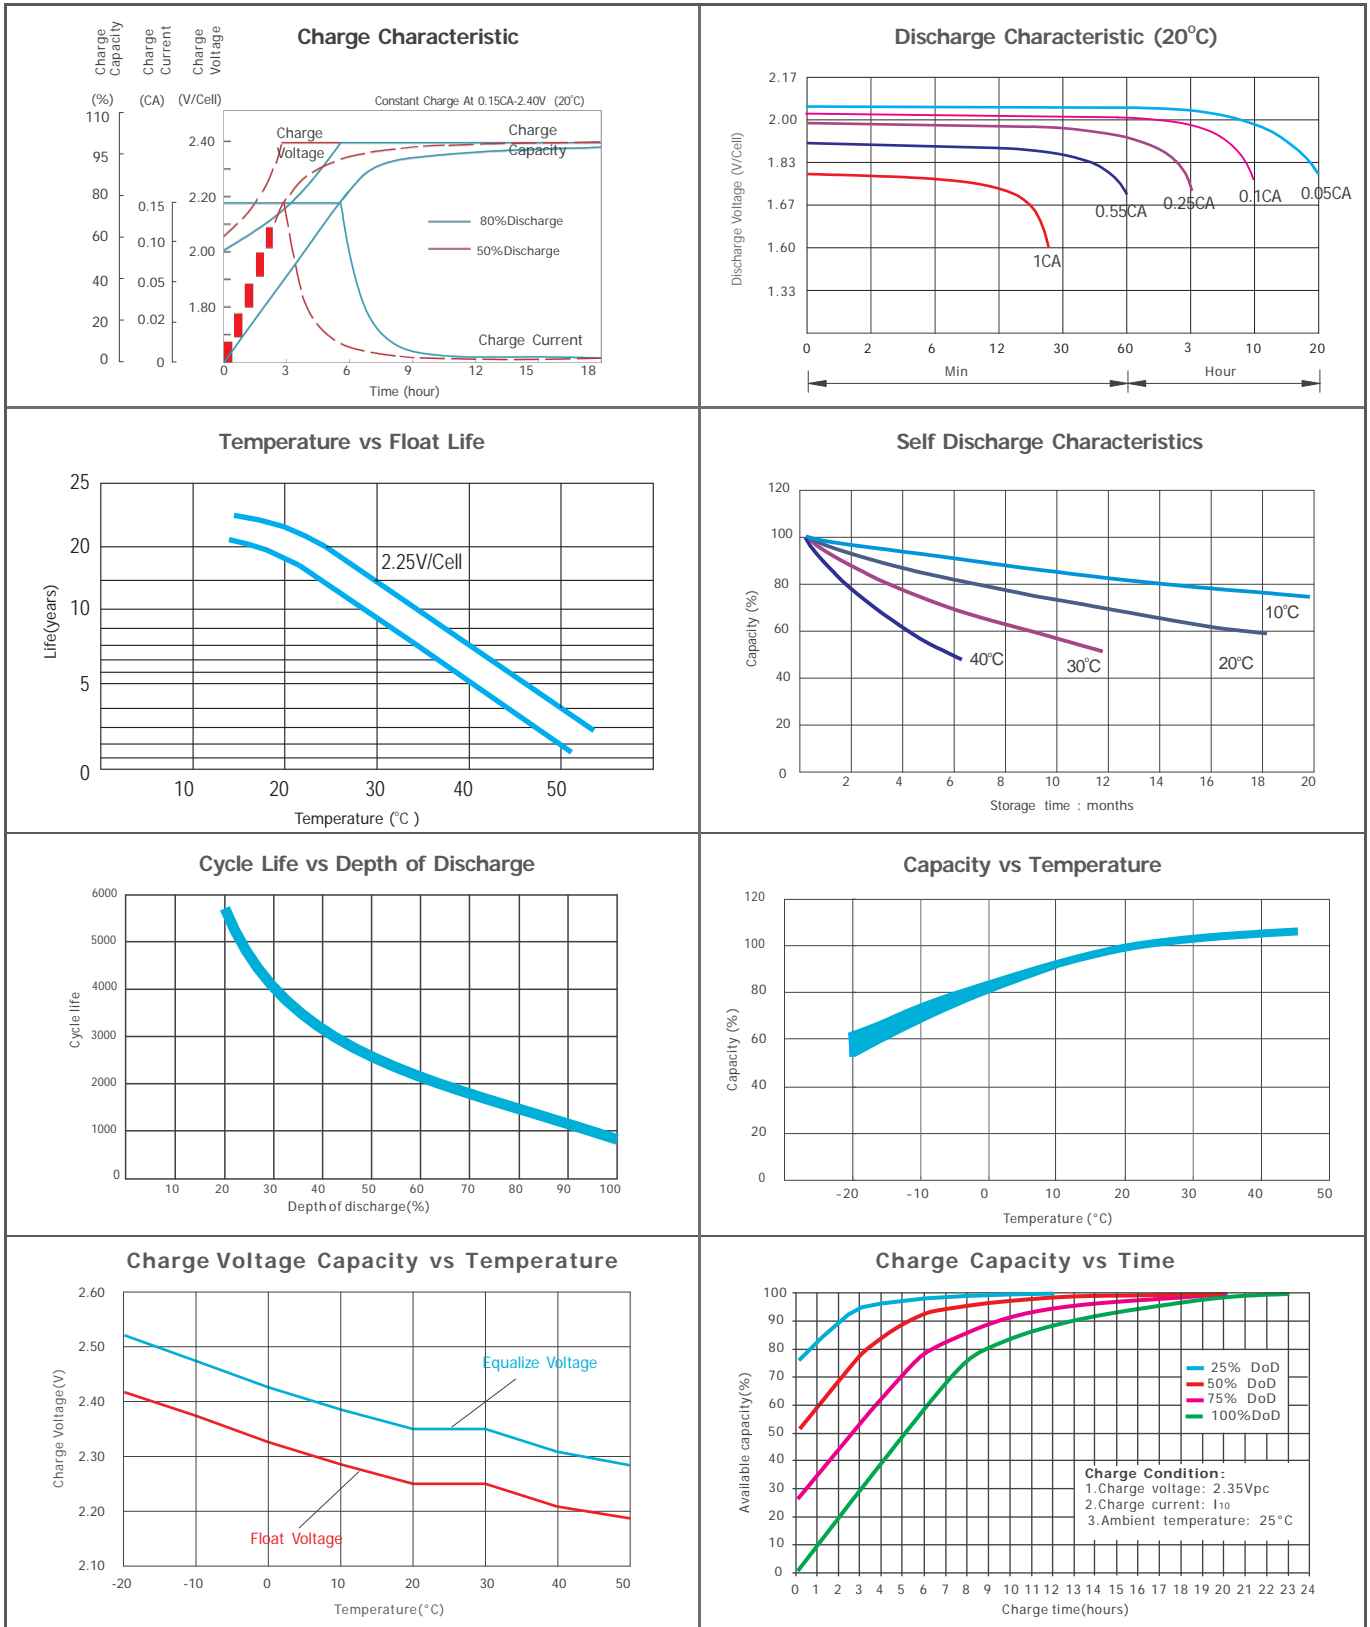 Charge Characteristic
Charge Capacity
Charge Current
Charge Voltage
(%) (CA) (V/Cell)
Constant Charge At 0.15CA-2.40V (20°C)
110
95
80
60
40
20
0
0.15
0.10
0.05
0.02
0
2.40
2.20
2.00
1.80
Charge
Voltage
Charge
Capacity
80%Discharge
50%Discharge
Charge Current
0 3 6 9 12 15 18
Time (hour)
Discharge Characteristic (20°C)
Discharge Voltage (V/Cell)
2.17
2.00
1.83
1.67
1.60
1.33
1CA
0.55CA
0.25CA
0.1CA
0.05CA
0 2 6 12 30 60 3 10 20
Min Hour
Temperature vs Float Life
Life(years)
25
20
10
5
0
2.25V/Cell
10 20 30 40 50
Temperature (°C )
Self Discharge Characteristics
Capacity (%)
120
100
80
60
40
20
0
10°C
20°C
30°C
40°C
2 4 6 8 10 12 14 16 18 20
Storage time : months
Cycle Life vs Depth of Discharge
Cycle life
6000
5000
4000
3000
2000
1000
0
10 20 30 40 50 60 70 80 90 100
Depth of discharge(%)
Capacity vs Temperature
Capacity (%)
120
100
80
60
40
20
0
-20 -10 0 10 20 30 40 50
Temperature (°C)
Charge Voltage Capacity vs Temperature
Charge Voltage(V)
2.60
2.50
2.40
2.30
2.20
2.10
Equalize Voltage
Float Voltage
-20 -10 0 10 20 30 40 50
Temperature(°C)
Charge Capacity vs Time
Available capacity(%)
100
90
80
70
60
50
40
30
20
10
0
25% DoD
50% DoD
75% DoD
100%DoD
Charge Condition:
1.Charge voltage: 2.35Vpc
2.Charge current: I10
3.Ambient temperature: 25°C
0 1 2 3 4 5 6 7 8 9 10 11 12 13 14 15 16 17 18 19 20 21 22 23 24
Charge time(hours)